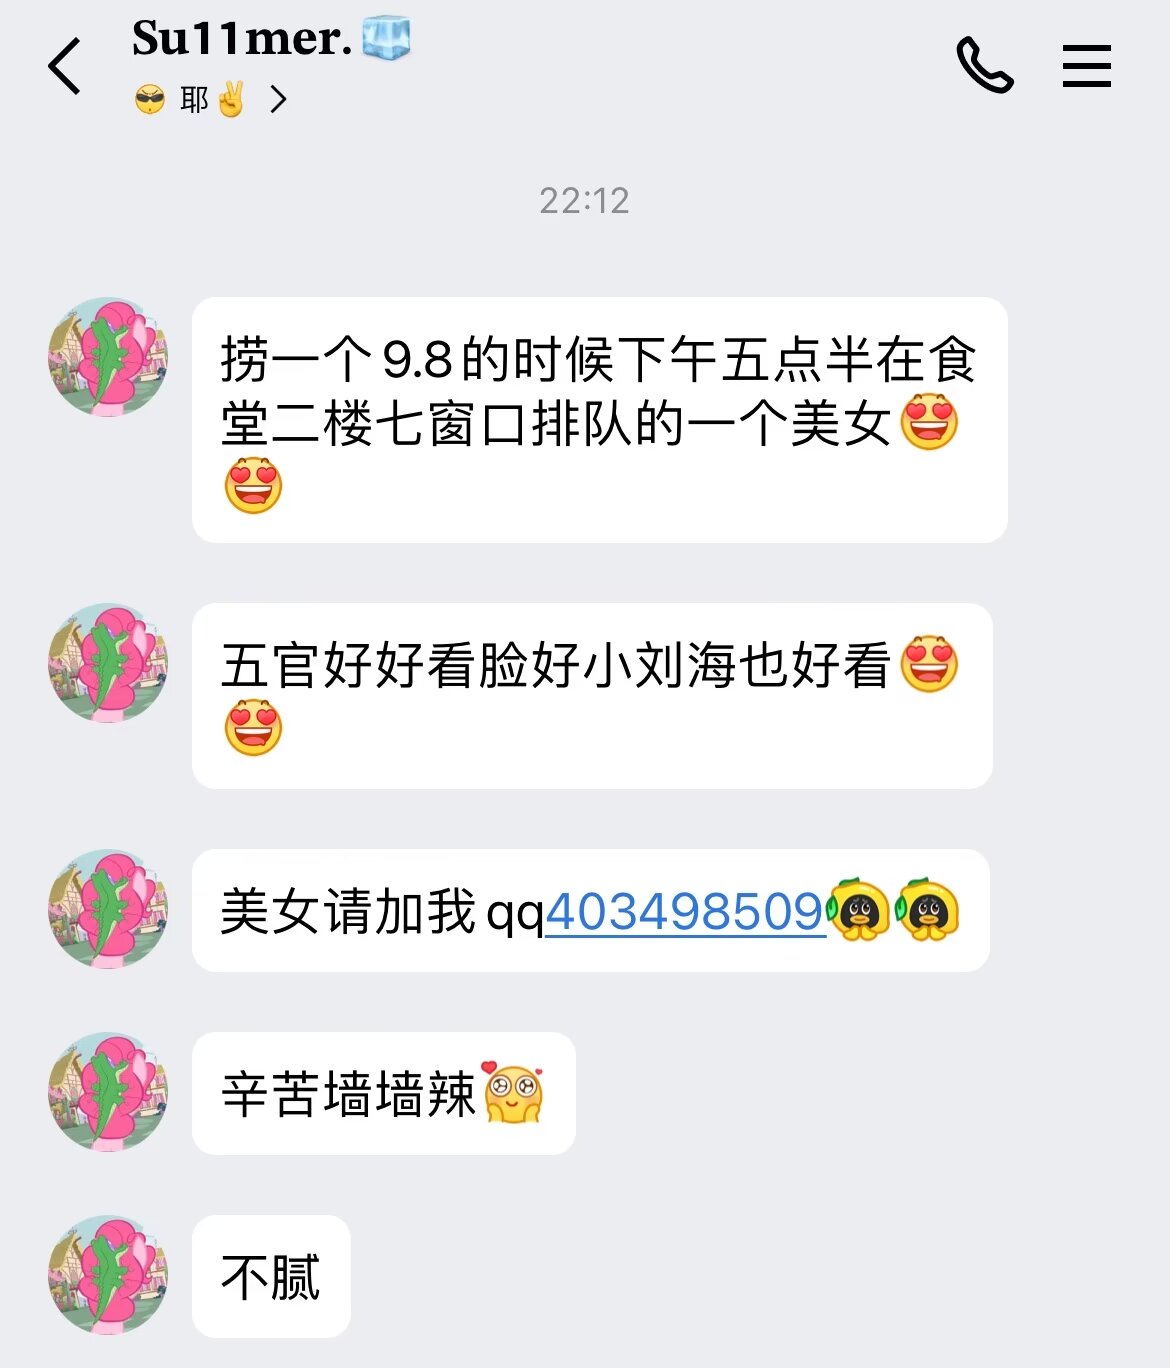 Su11mer.🧊
😎 耶✌️
22:12
捞一个9.8的时候下午五点半在食
堂二楼七窗口排队的一个美女😍
😍
五官好好看脸好小刘海也好看😍
😍
美女请加我qq403498509
辛苦墙墙辣
不腻